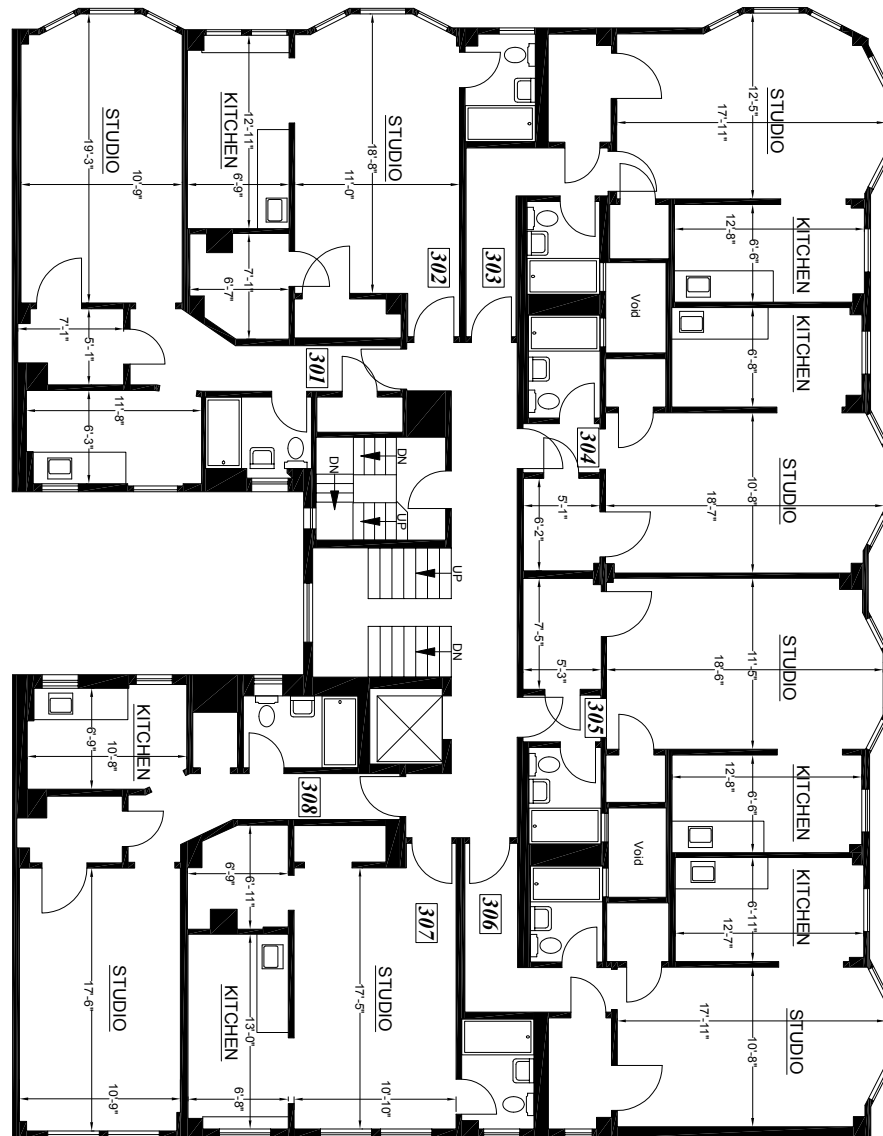 STUDIO
19'-3"
10'-9"
KITCHEN
12'-11"
6'-9"
STUDIO
18'-8"
11'-0"
STUDIO
12'-5"
17'-11"
KITCHEN
12'-8"
6'-6"
7'-1"
6'-7"
302
303
Void
KITCHEN
6'-8"
7'-1"
5'-1"
301
11'-8"
6'-3"
DN
DN
UP
304
5'-1"
6'-2"
STUDIO
10'-8"
18'-7"
UP
DN
7'-5"
5'-3"
305
STUDIO
11'-5"
18'-6"
KITCHEN
6'-9"
10'-8"
308
KITCHEN
12'-8"
6'-6"
Void
6'-9"
6'-11"
307
306
KITCHEN
6'-11"
12'-7"
STUDIO
17'-6"
10'-9"
KITCHEN
13'-0"
6'-8"
STUDIO
17'-5"
10'-10"
STUDIO
17'-11"
10'-8"